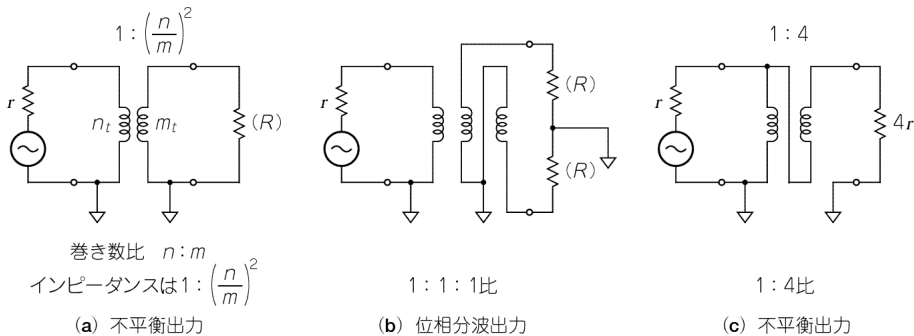 1:(n/m)²
1:4
r
n_t
m_t
(R)
r
(R)
(R)
r
4r
巻き数比 n:m
インピーダンスは1:(n/m)²
1:1:1比
1:4比
(a) 不平衡出力
(b) 位相分波出力
(c) 不平衡出力